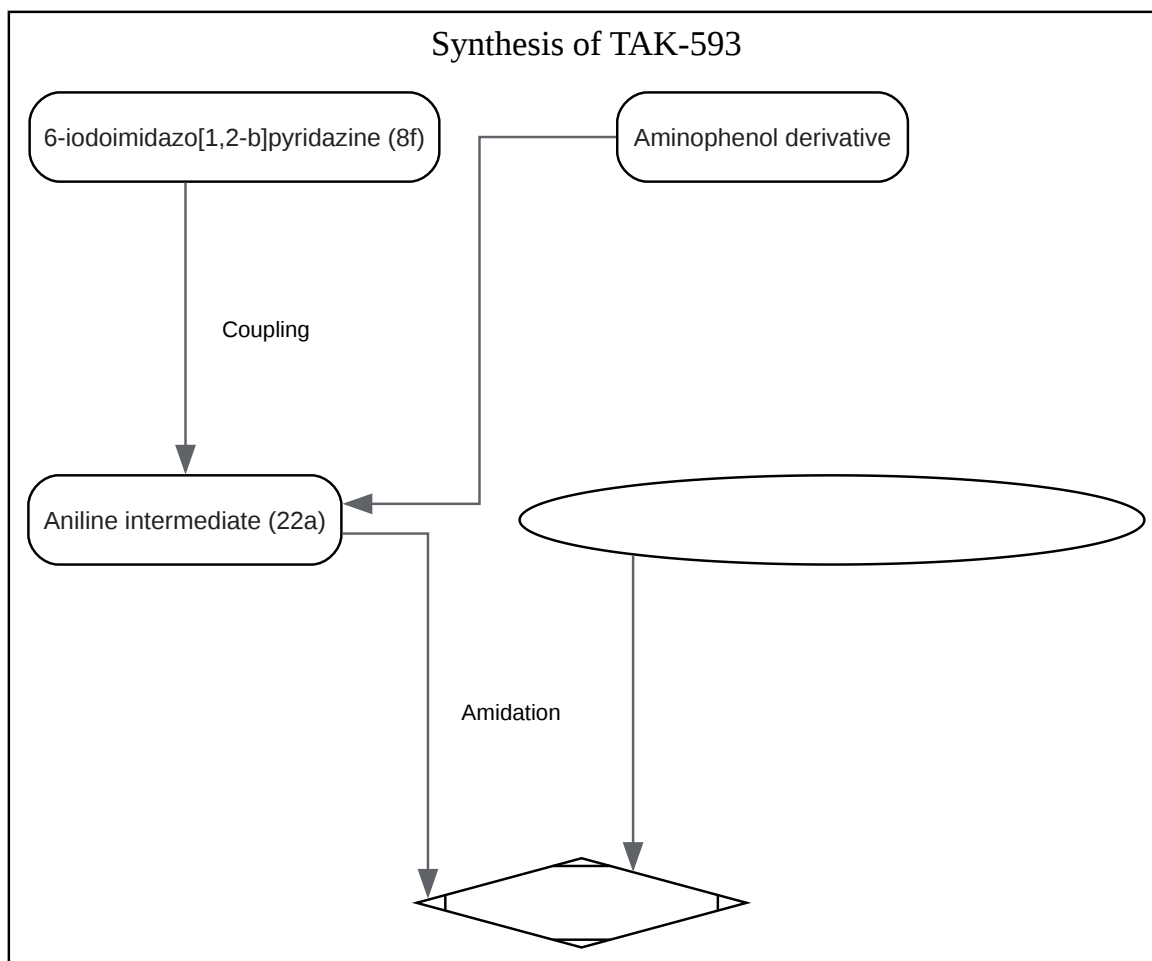 Synthesis of TAK-593
6-iodoimidazo[1,2-b]pyridazine (8f)
Aminophenol derivative
Coupling
Aniline intermediate (22a)
Amidation